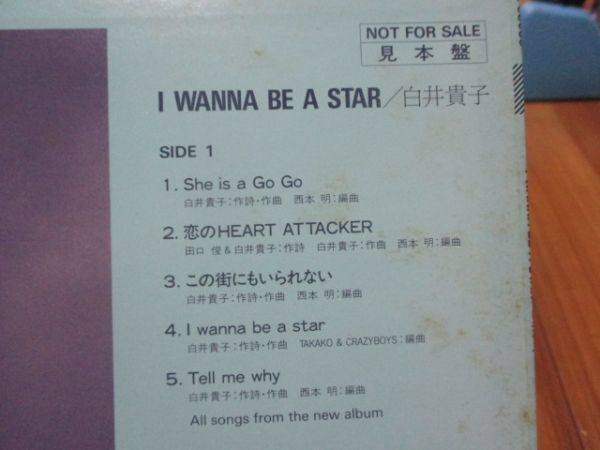 NOT FOR SALE
見本盤
I WANNA BE A STAR／白井貴子
SIDE 1
1. She is a Go Go
白井貴子：作詩・作曲　西本 明：編曲
2. 恋のHEART ATTACKER
田口 俊＆白井貴子：作詩　白井貴子：作曲　西本 明：編曲
3. この街にもいられない
白井貴子：作詩・作曲　西本 明：編曲
4. I wanna be a star
白井貴子：作詩・作曲　TAKAKO & CRAZYBOYS：編曲
5. Tell me why
白井貴子：作詩・作曲　西本 明：編曲
All songs from the new album